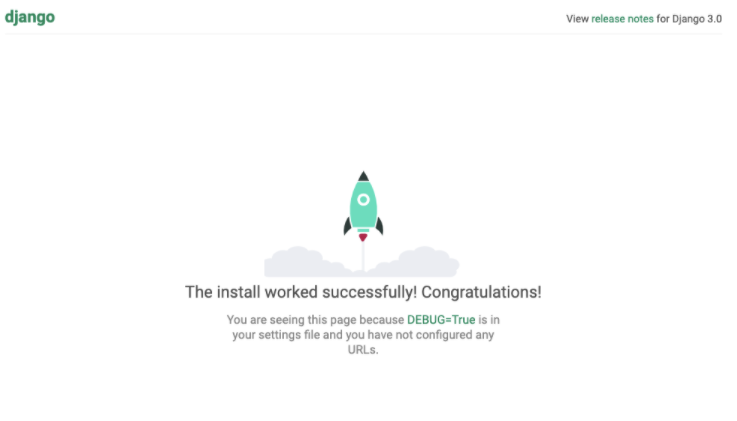 django
View release notes for Django 3.0
The install worked successfully! Congratulations!
You are seeing this page because DEBUG=True is in
your settings file and you have not configured any
URLs.